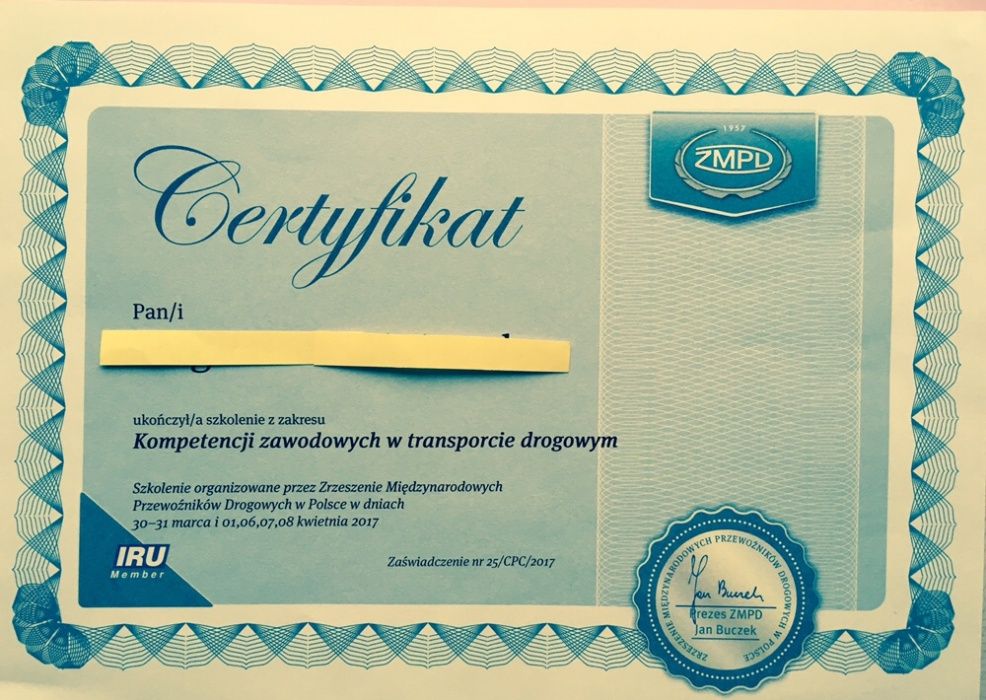 1957
ZMPD
Certyfikat
Pan/i
ukończył/a szkolenie z zakresu
Kompetencji zawodowych w transporcie drogowym
Szkolenie organizowane przez Zrzeszenie Międzynarodowych
Przewoźników Drogowych w Polsce w dniach
30–31 marca i 01,06,07,08 kwietnia 2017
IRU
Member
Zaświadczenie nr 25/CPC/2017
ZRZESZENIE MIĘDZYNARODOWYCH PRZEWOŹNIKÓW DROGOWYCH W POLSCE
Jan Buczek
Prezes ZMPD
Jan Buczek